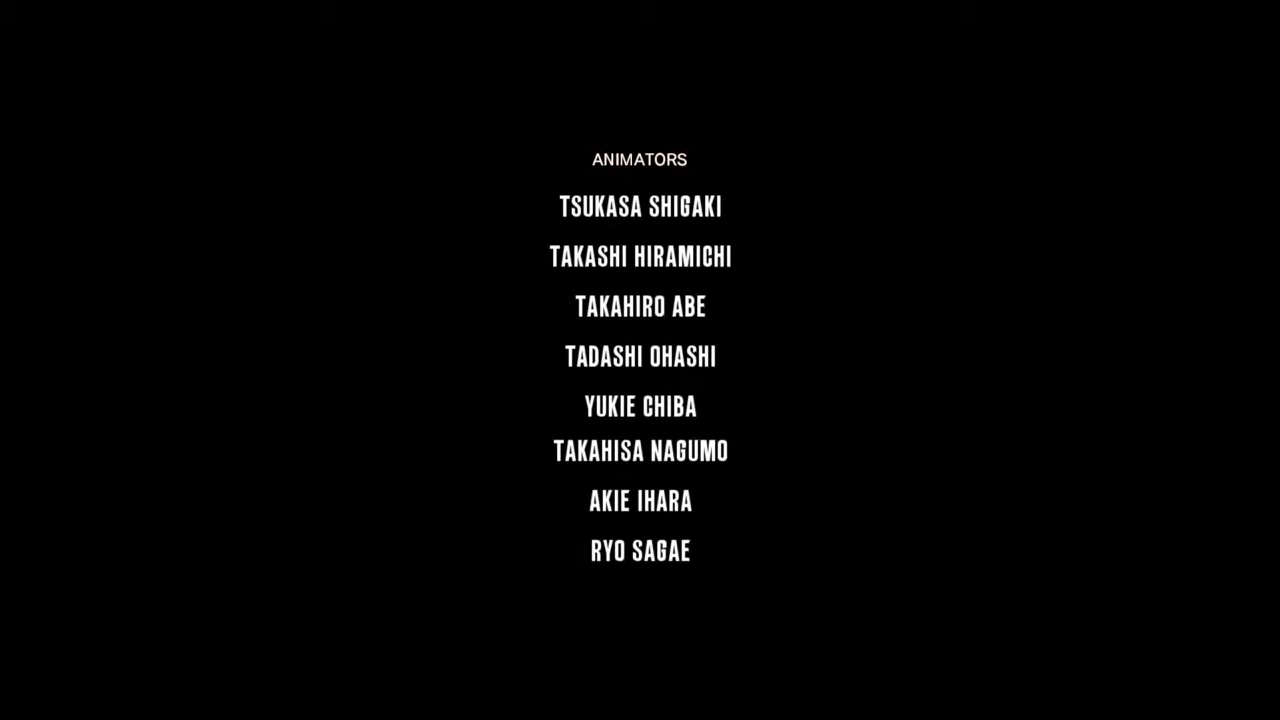 ANIMATORS
TSUKASA SHIGAKI
TAKASHI HIRAMICHI
TAKAHIRO ABE
TADASHI OHASHI
YUKIE CHIBA
TAKAHISA NAGUMO
AKIE IHARA
RYO SAGAE